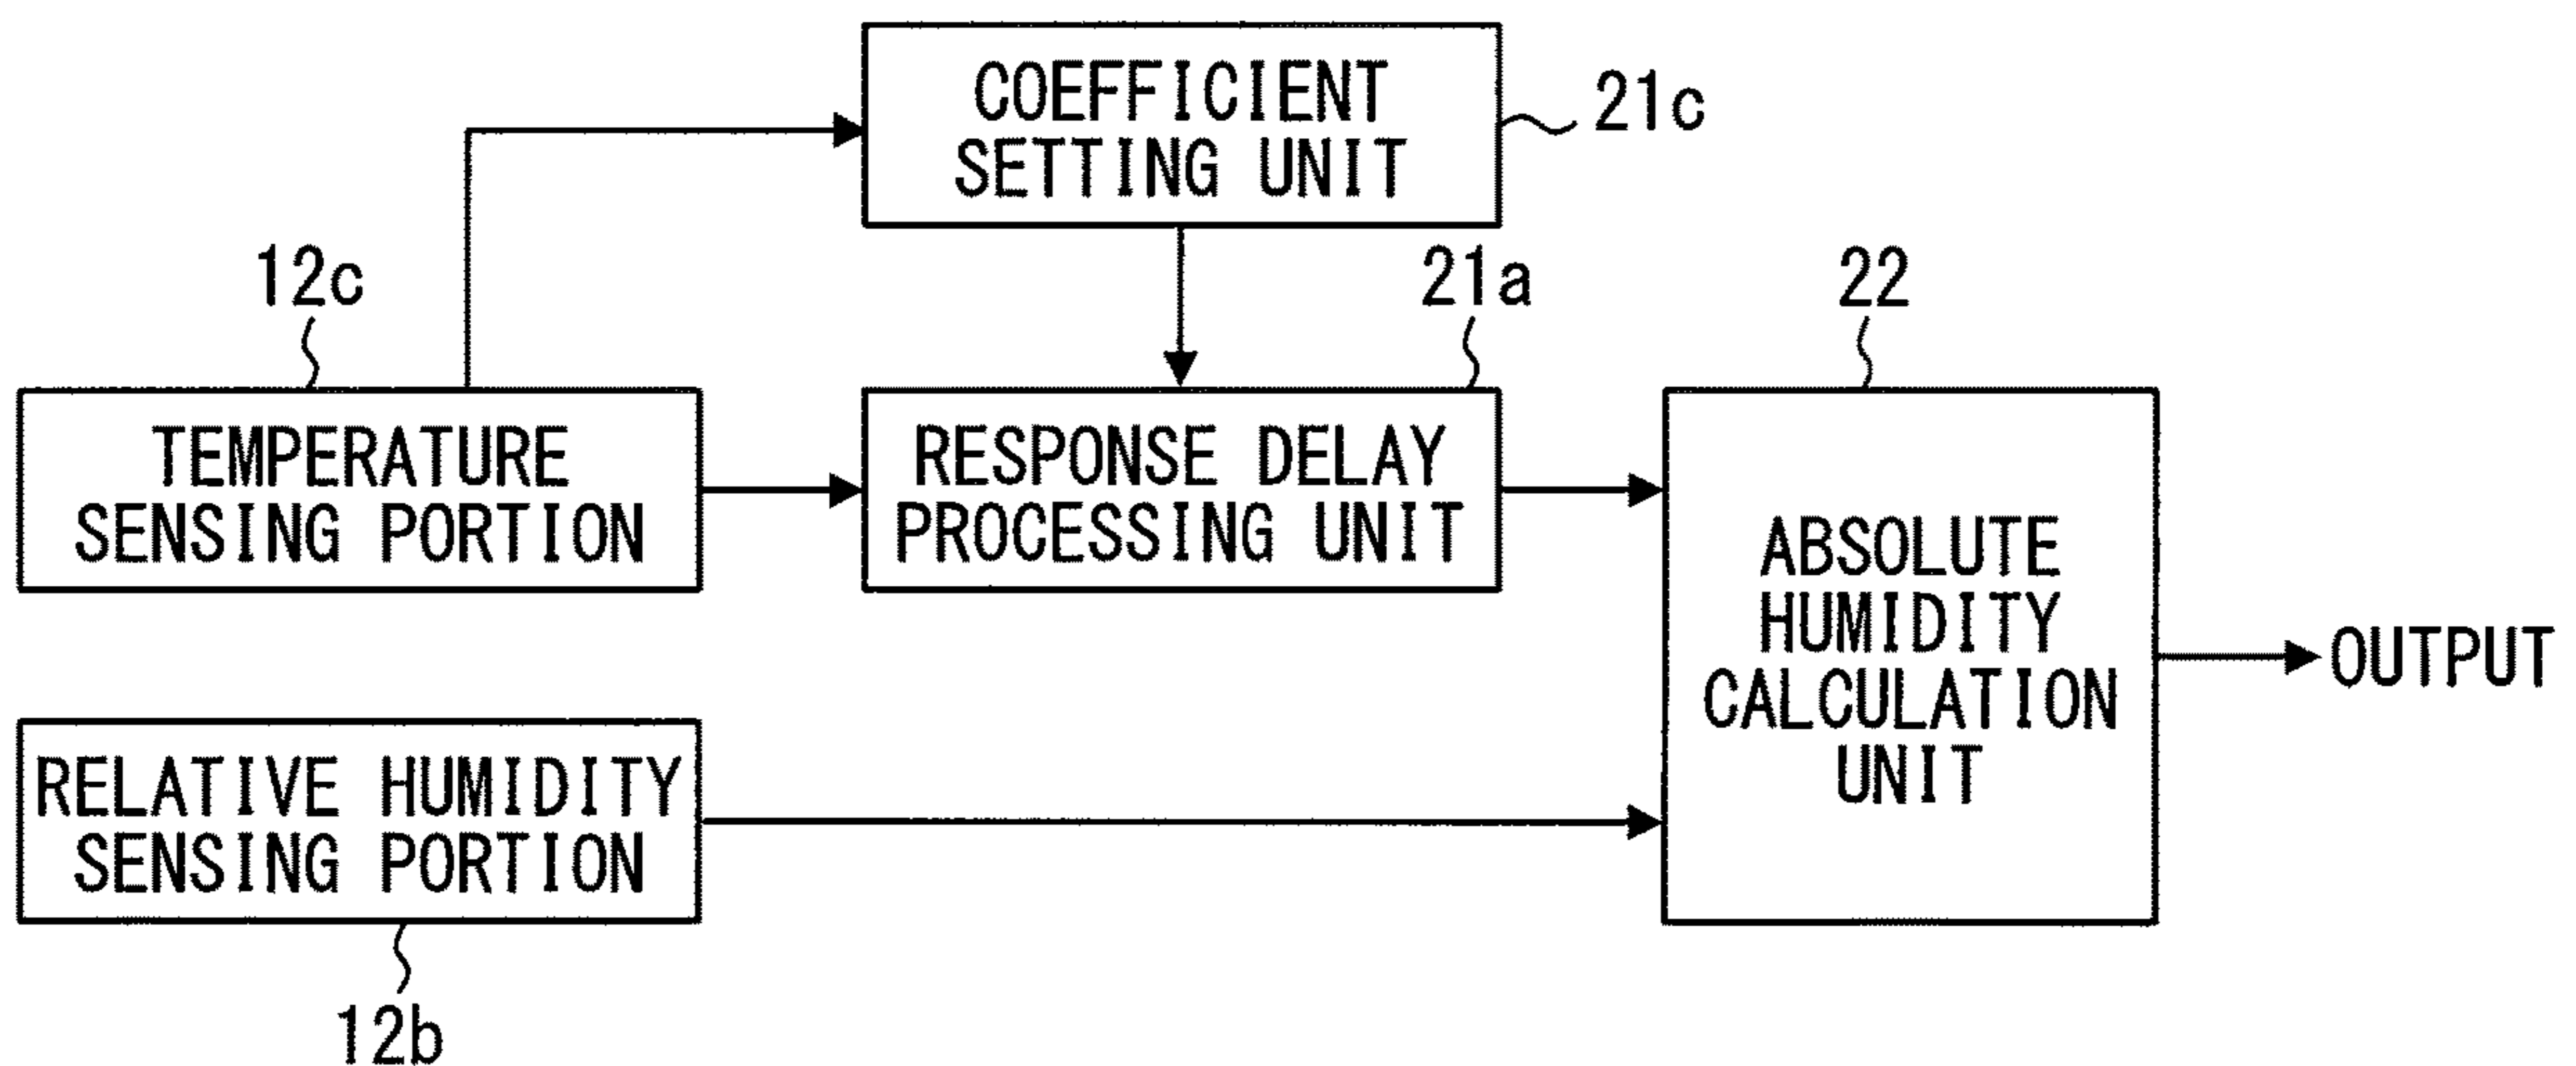 COEFFICIENT
SETTING UNIT
21c
12c
21a
22
TEMPERATURE
SENSING PORTION
RESPONSE DELAY
PROCESSING UNIT
ABSOLUTE
HUMIDITY
CALCULATION
UNIT
OUTPUT
RELATIVE HUMIDITY
SENSING PORTION
12b